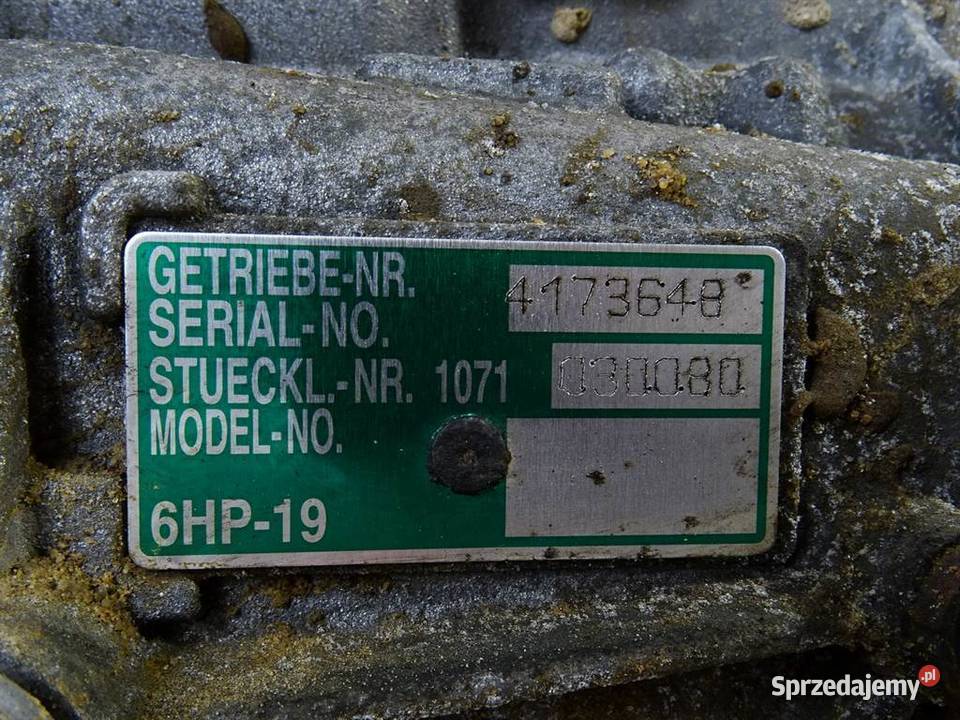 GETRIEBE-NR.
SERIAL-NO. 4173648
STUECKL.-NR. 1071 030080
MODEL-NO.
6HP-19
Sprzedajemy.pl